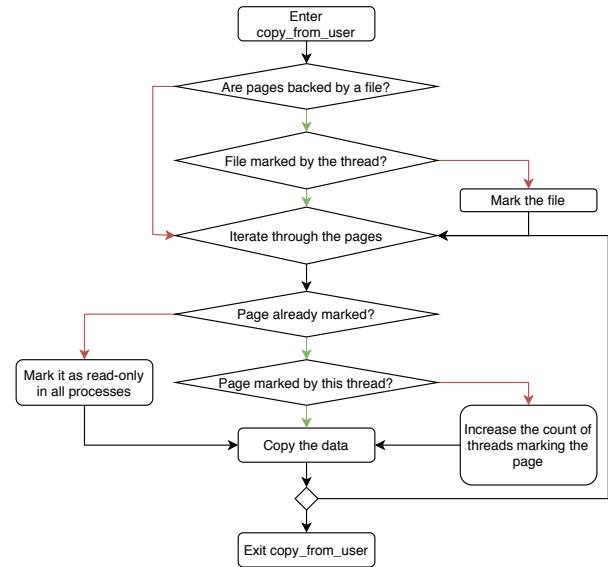 Enter
copy_from_user
Are pages backed by a file?
File marked by the thread?
Mark the file
Iterate through the pages
Page already marked?
Mark it as read-only
in all processes
Page marked by this thread?
Increase the count of
threads marking the
page
Copy the data
Exit copy_from_user